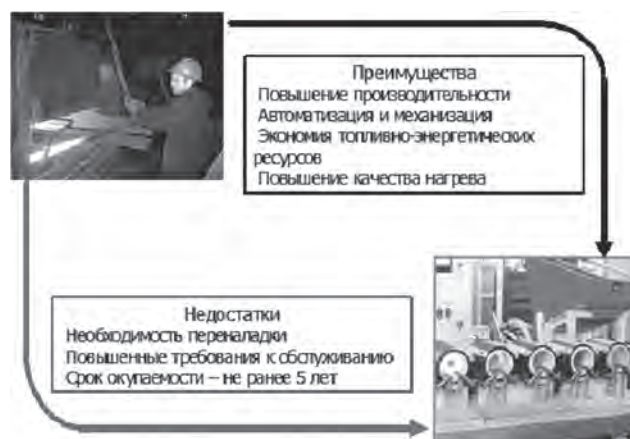 Преимущества
Повышение производительности
Автоматизация и механизация
Экономия топливно-энергетических
ресурсов
Повышение качества нагрева
Недостатки
Необходимость переналадки
Повышенные требования к обслуживанию
Срок окупаемости – не ранее 5 лет